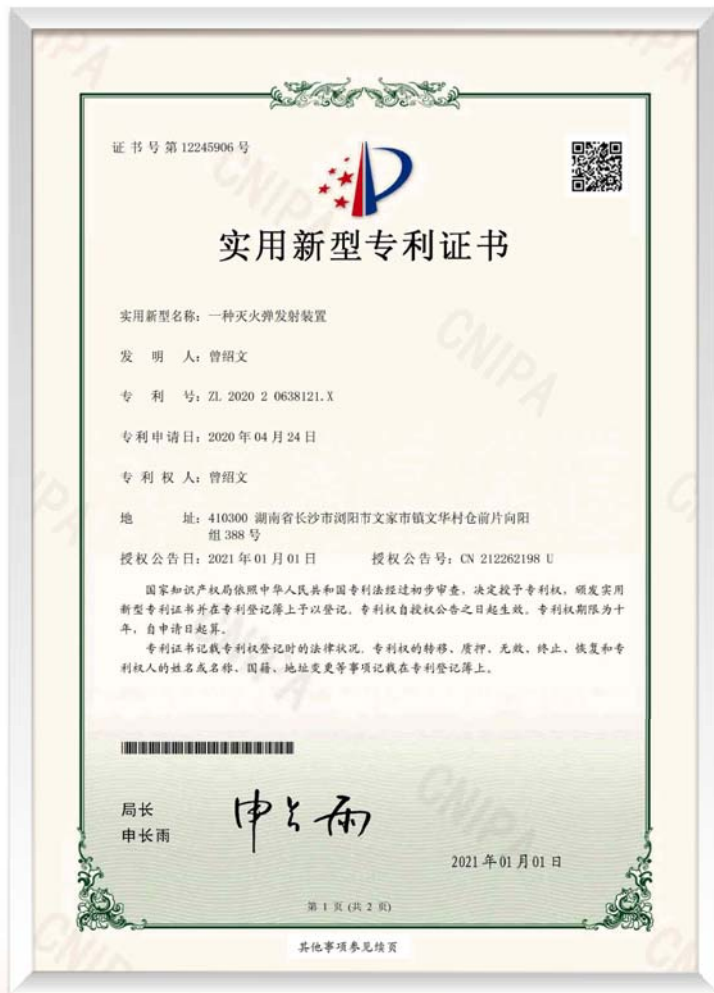 证书号第12245906号
实用新型专利证书
实用新型名称：一种灭火弹发射装置
发 明 人：曾绍文
专 利 号：ZL 2020 2 0638121.X
专利申请日：2020年04月24日
专 利 权 人：曾绍文
地 址：410300 湖南省长沙市浏阳市文家市镇文华村仓前片向阳
组388号
授权公告日：2021年01月01日 授权公告号：CN 212262198 U
国家知识产权局依照中华人民共和国专利法经过初步审查，决定授予专利权，颁发实用
新型专利证书并在专利登记簿上予以登记。专利权自授权公告之日起生效。专利权期限为十
年，自申请日起算。
专利证书记载专利权登记时的法律状况。专利权的转移、质押、无效、终止、恢复和专
利权人的姓名或名称、国籍、地址变更等事项记载在专利登记簿上。
局长
申长雨
申长雨
2021年01月01日
第 1 页 (共 2 页)
其他事项参见续页
CNIPA
CNIPA
CNIPA